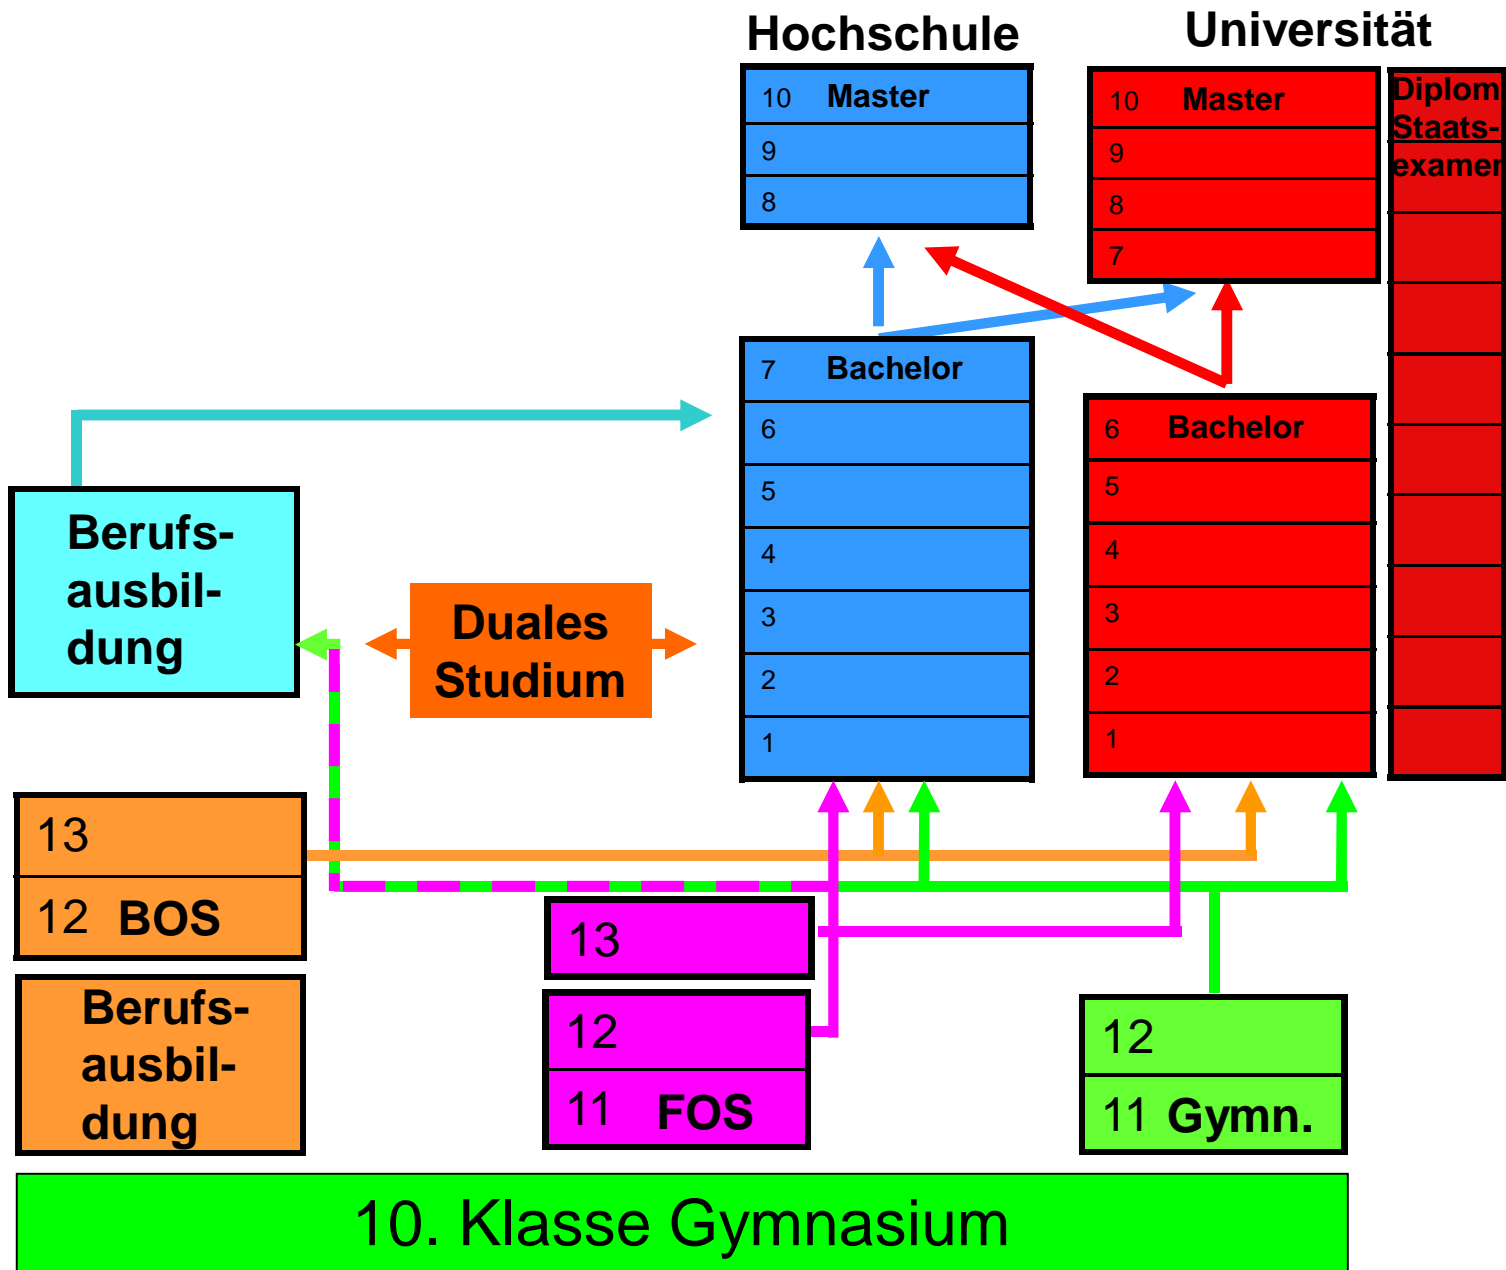 Hochschule
Universität
10 Master
9
8
10 Master
9
8
7
Diplom
Staats-
examen
7 Bachelor
6
5
4
3
2
1
6 Bachelor
5
4
3
2
1
Berufs-
ausbil-
dung
Duales
Studium
13
12 BOS
Berufs-
ausbil-
dung
13
12
11 FOS
12
11 Gymn.
10. Klasse Gymnasium